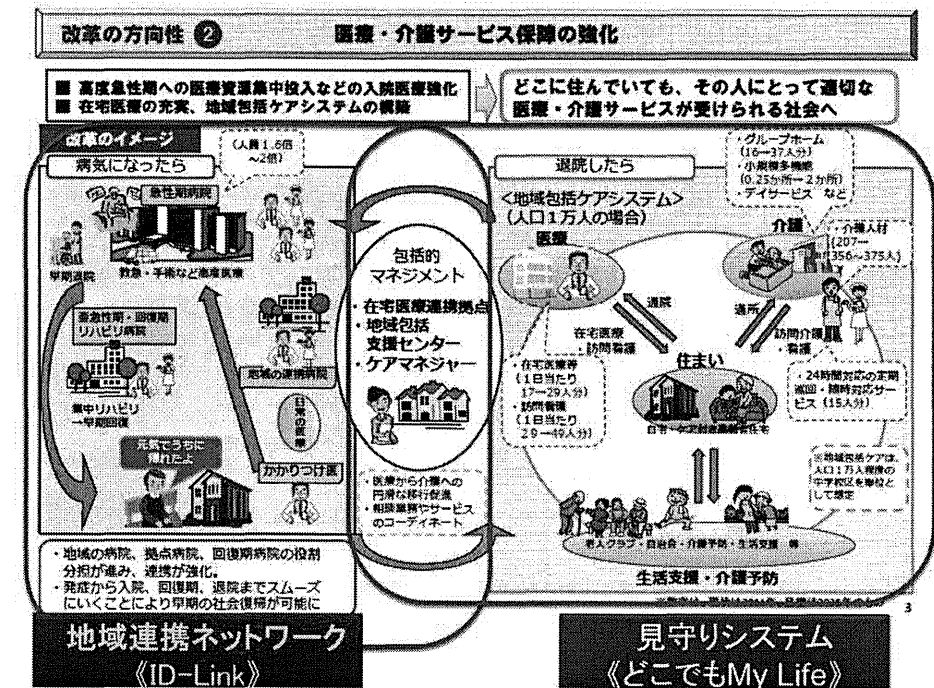 改革の方向性 ❷
医療・介護サービス保障の強化
■ 高度急性期への医療資源集中投入などの入院医療強化
■ 在宅医療の充実、地域包括ケアシステムの構築
どこに住んでいても、その人にとって適切な
医療・介護サービスが受けられる社会へ
改革のイメージ
病気になったら
(人員1.6倍
～2倍)
急性期病院
早期退院
救急・手術など高度医療
亜急性期・回復期
リハビリ病院
集中リハビリ
→早期回復
地域の連携病院
日常の医療
元気でうちに
帰れたよ
かかりつけ医
・地域の病院、拠点病院、回復期病院の役割
分担が進み、連携が強化。
・発症から入院、回復期、退院までスムーズ
にいくことにより早期の社会復帰が可能に
包括的
マネジメント
・在宅医療連携拠点
・地域包括
支援センター
・ケアマネジャー
・医療から介護への
円滑な移行促進
・相談業務やサービス
のコーディネート
退院したら
<地域包括ケアシステム>
(人口1万人の場合)
・グループホーム
(16→37人分)
・小規模多機能
(0.25か所→2か所)
・デイサービス など
医療
介護
・介護人材
(207→
356～375人)
通院
通所
在宅医療
・訪問看護
訪問介護
・看護
住まい
・在宅医療等
(1日当たり
17→29人分)
・訪問看護
(1日当たり
29→49人分)
自宅・ケア付き高齢者住宅
・24時間対応の定期
巡回・随時対応サー
ビス(15人分)
※地域包括ケアは、
人口1万人程度の
中学校区を単位と
して想定
老人クラブ・自治会・介護予防・生活支援 等
生活支援・介護予防
3
地域連携ネットワーク
《ID-Link》
見守りシステム
《どこでもMy Life》